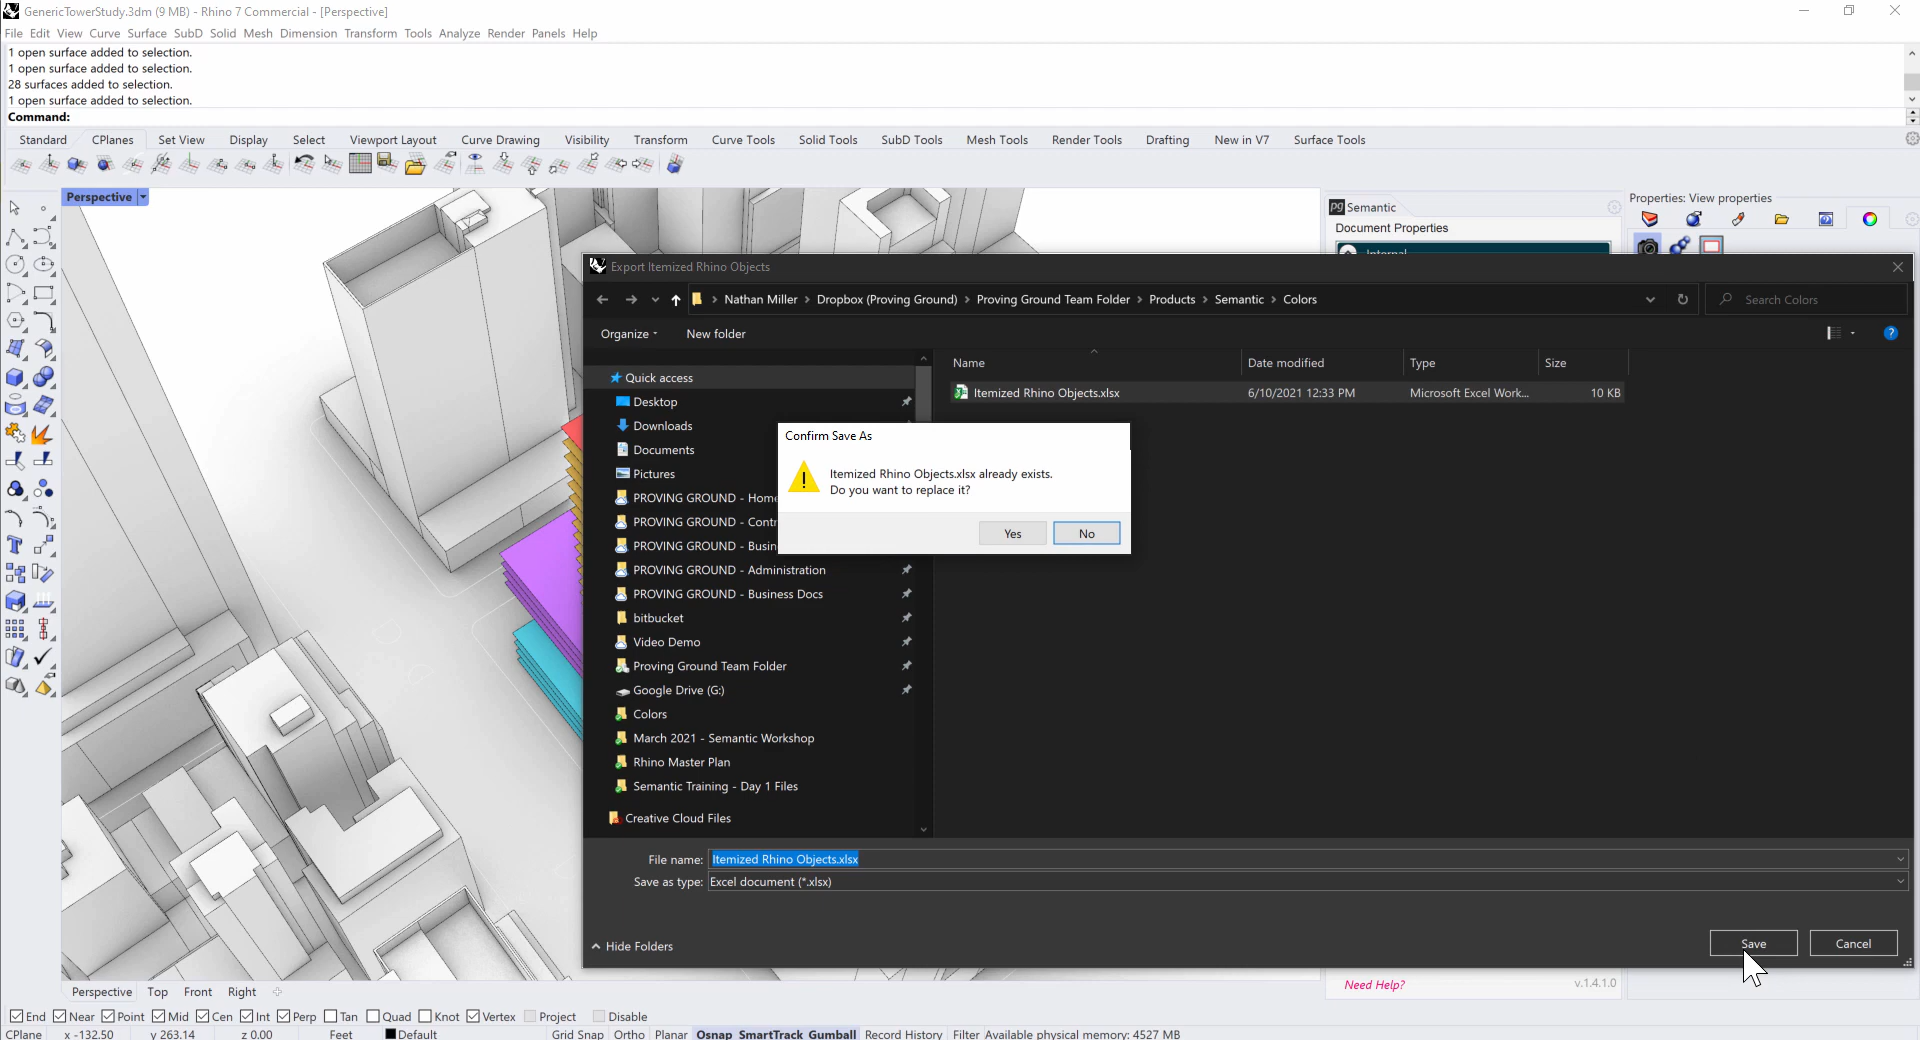 GenericTowerStudy.3dm (9 MB) - Rhino 7 Commercial - [Perspective]
File Edit View Curve Surface SubD Solid Mesh Dimension Transform Tools Analyze Render Panels Help
1 open surface added to selection.
1 open surface added to selection.
28 surfaces added to selection.
1 open surface added to selection.
Command:
Standard CPlanes Set View Display Select Viewport Layout Curve Drawing Visibility Transform Curve Tools Solid Tools SubD Tools Mesh Tools Render Tools Drafting New in V7 Surface Tools
Perspective
pg Semantic
Document Properties
Internal
Properties: View properties
Export Itemized Rhino Objects
Nathan Miller > Dropbox (Proving Ground) > Proving Ground Team Folder > Products > Semantic > Colors
Search Colors
Organize
New folder
Name Date modified Type Size
Itemized Rhino Objects.xlsx 6/10/2021 12:33 PM Microsoft Excel Work... 10 KB
Quick access
Desktop
Downloads
Documents
Pictures
PROVING GROUND - Home
PROVING GROUND - Contr
PROVING GROUND - Busin
PROVING GROUND - Administration
PROVING GROUND - Business Docs
bitbucket
Video Demo
Proving Ground Team Folder
Google Drive (G:)
Colors
March 2021 - Semantic Workshop
Rhino Master Plan
Semantic Training - Day 1 Files
Creative Cloud Files
Confirm Save As
Itemized Rhino Objects.xlsx already exists.
Do you want to replace it?
Yes
No
File name: Itemized Rhino Objects.xlsx
Save as type: Excel document (*.xlsx)
Hide Folders
Save
Cancel
Need Help?
v.1.4.1.0
Perspective Top Front Right
End Near Point Mid Cen Int Perp Tan Quad Knot Vertex Project Disable
CPlane x -132.50 y 263.14 z 0.00 Feet Default Grid Snap Ortho Planar Osnap SmartTrack Gumball Record History Filter Available physical memory: 4527 MB